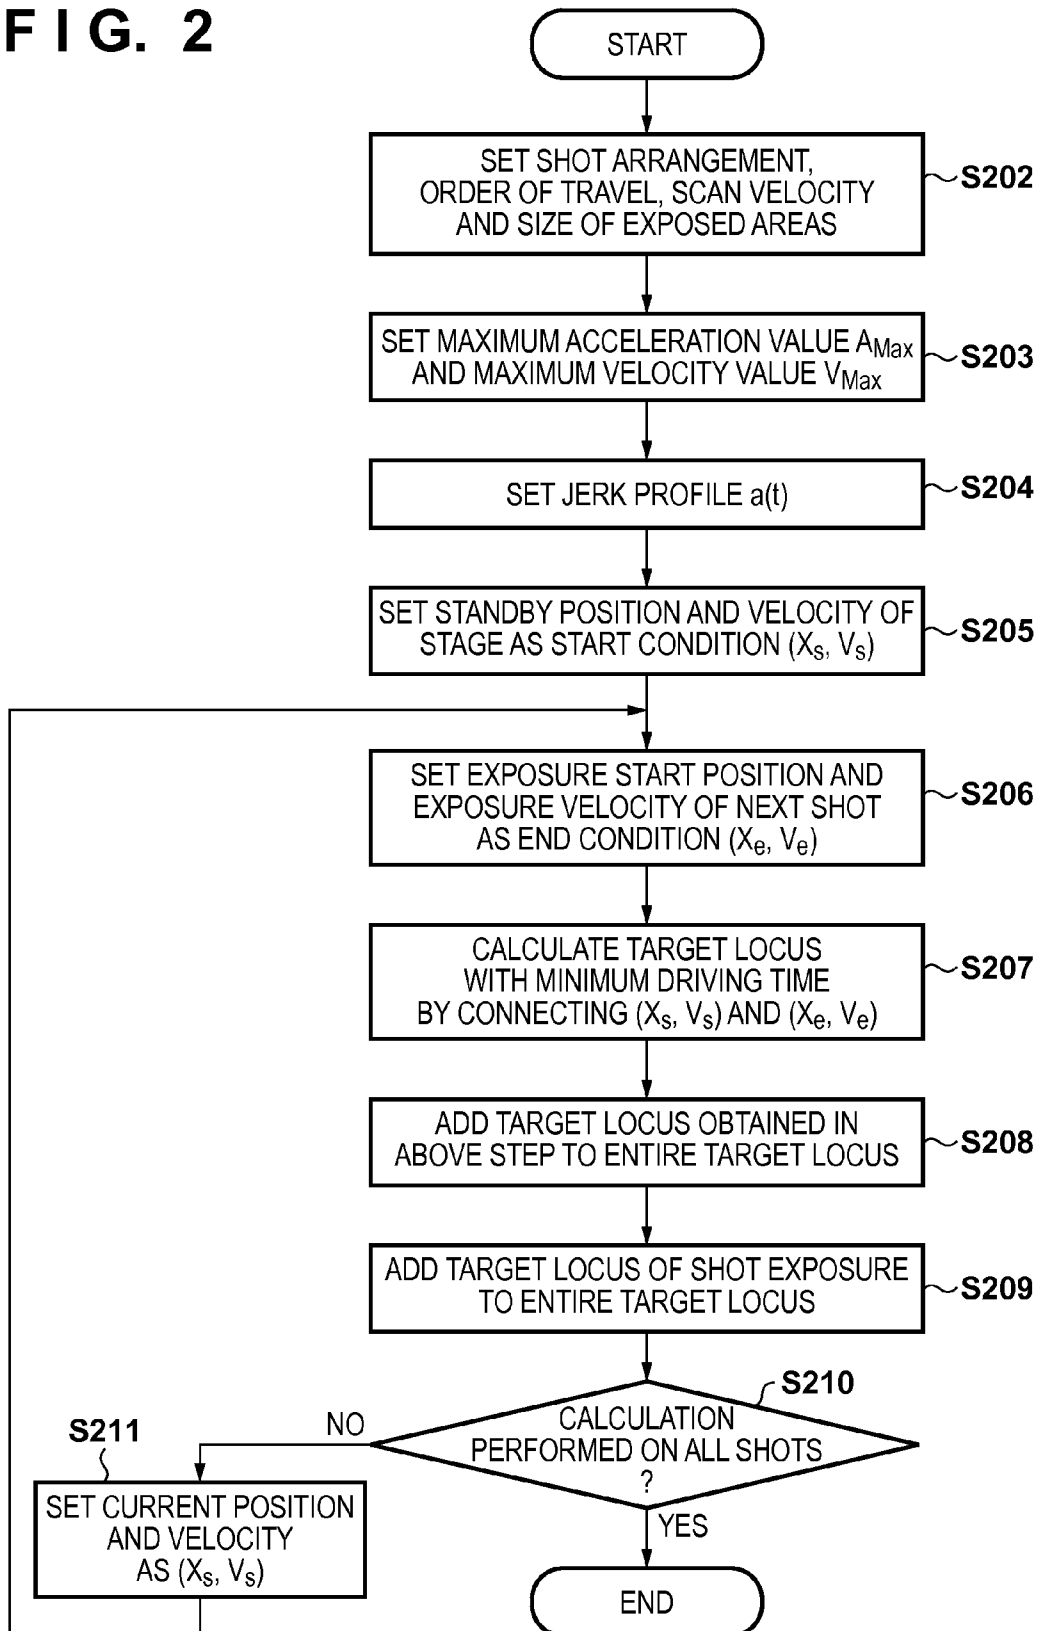 FIG. 2
START
SET SHOT ARRANGEMENT,
ORDER OF TRAVEL, SCAN VELOCITY
AND SIZE OF EXPOSED AREAS
S202
SET MAXIMUM ACCELERATION VALUE AMax
AND MAXIMUM VELOCITY VALUE VMax
S203
SET JERK PROFILE a(t)
S204
SET STANDBY POSITION AND VELOCITY OF
STAGE AS START CONDITION (Xs, Vs)
S205
SET EXPOSURE START POSITION AND
EXPOSURE VELOCITY OF NEXT SHOT
AS END CONDITION (Xe, Ve)
S206
CALCULATE TARGET LOCUS
WITH MINIMUM DRIVING TIME
BY CONNECTING (Xs, Vs) AND (Xe, Ve)
S207
ADD TARGET LOCUS OBTAINED IN
ABOVE STEP TO ENTIRE TARGET LOCUS
S208
ADD TARGET LOCUS OF SHOT EXPOSURE
TO ENTIRE TARGET LOCUS
S209
S210
CALCULATION
PERFORMED ON ALL SHOTS
?
NO
S211
SET CURRENT POSITION
AND VELOCITY
AS (Xs, Vs)
YES
END